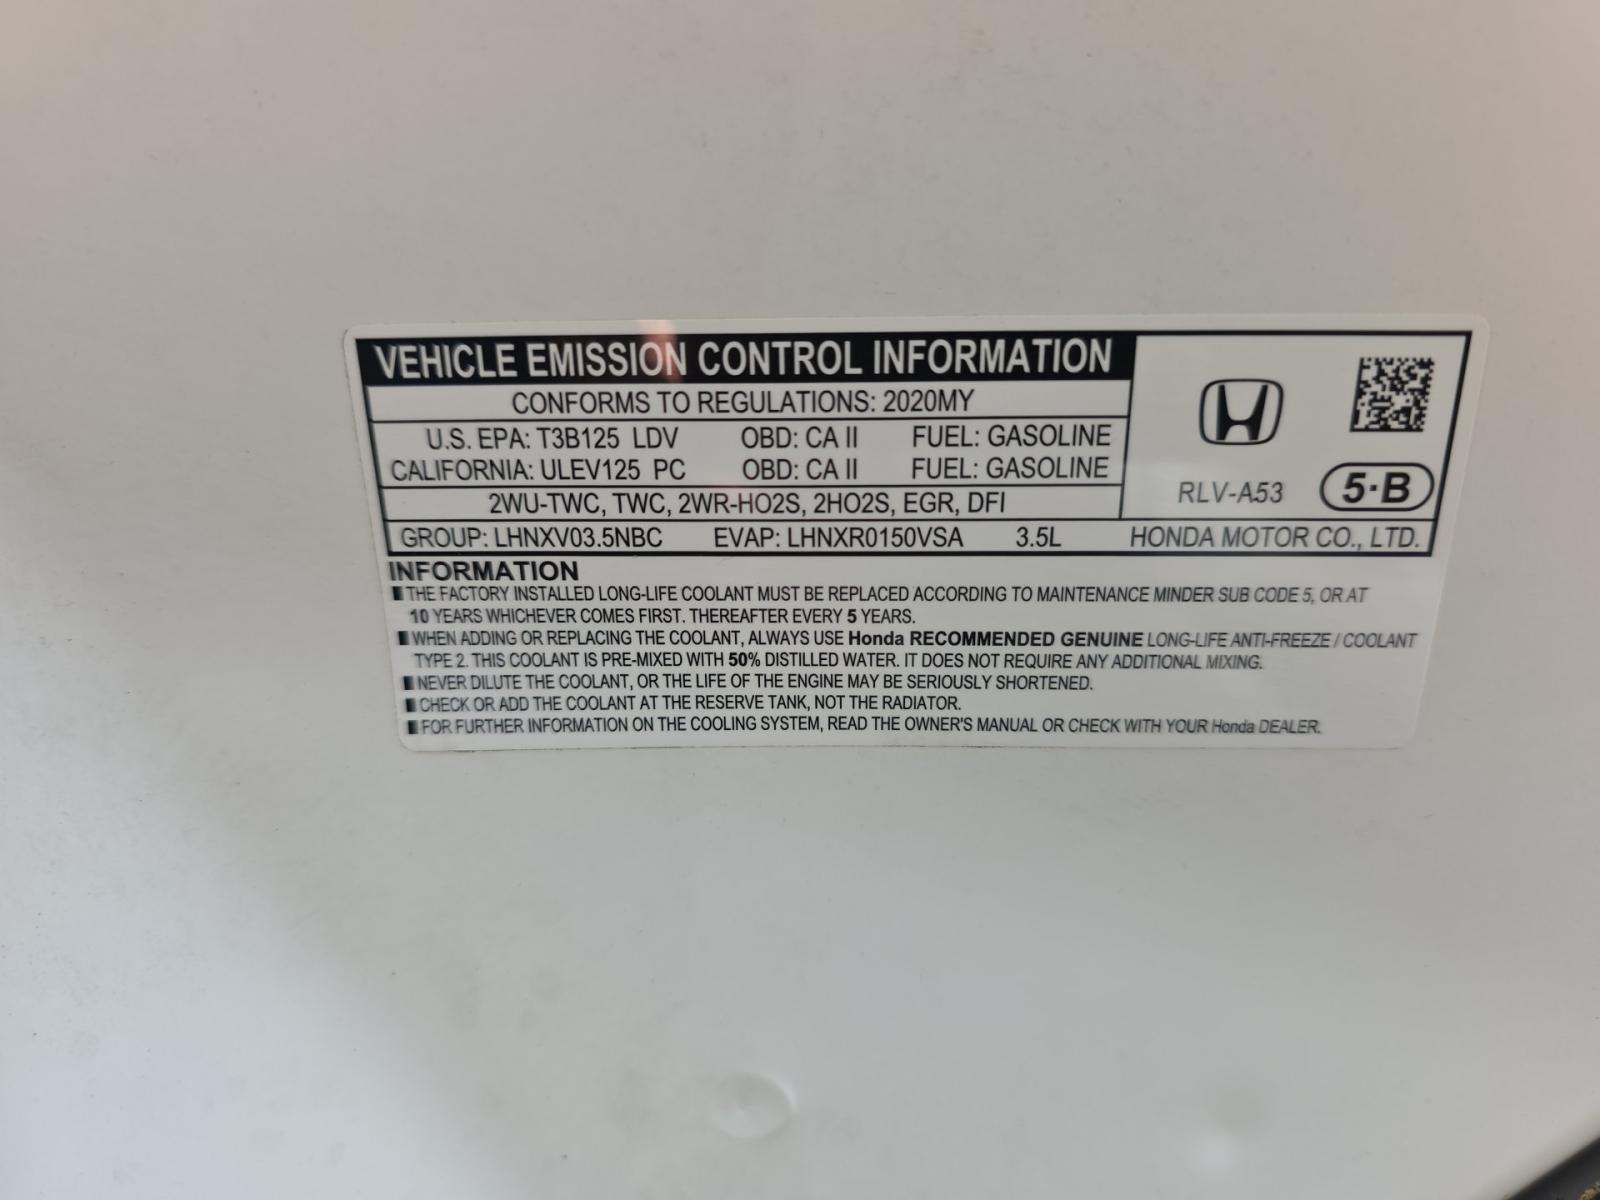 VEHICLE EMISSION CONTROL INFORMATION
CONFORMS TO REGULATIONS: 2020MY
U.S. EPA: T3B125 LDV OBD: CA II FUEL: GASOLINE
CALIFORNIA: ULEV125 PC OBD: CA II FUEL: GASOLINE
2WU-TWC, TWC, 2WR-HO2S, 2HO2S, EGR, DFI
RLV-A53 5·B
GROUP: LHNXV03.5NBC EVAP: LHNXR0150VSA 3.5L HONDA MOTOR CO., LTD.
INFORMATION
THE FACTORY INSTALLED LONG-LIFE COOLANT MUST BE REPLACED ACCORDING TO MAINTENANCE MINDER SUB CODE 5, OR AT
10 YEARS WHICHEVER COMES FIRST. THEREAFTER EVERY 5 YEARS.
WHEN ADDING OR REPLACING THE COOLANT, ALWAYS USE Honda RECOMMENDED GENUINE LONG-LIFE ANTI-FREEZE / COOLANT
TYPE 2. THIS COOLANT IS PRE-MIXED WITH 50% DISTILLED WATER. IT DOES NOT REQUIRE ANY ADDITIONAL MIXING.
NEVER DILUTE THE COOLANT, OR THE LIFE OF THE ENGINE MAY BE SERIOUSLY SHORTENED.
CHECK OR ADD THE COOLANT AT THE RESERVE TANK, NOT THE RADIATOR.
FOR FURTHER INFORMATION ON THE COOLING SYSTEM, READ THE OWNER'S MANUAL OR CHECK WITH YOUR Honda DEALER.